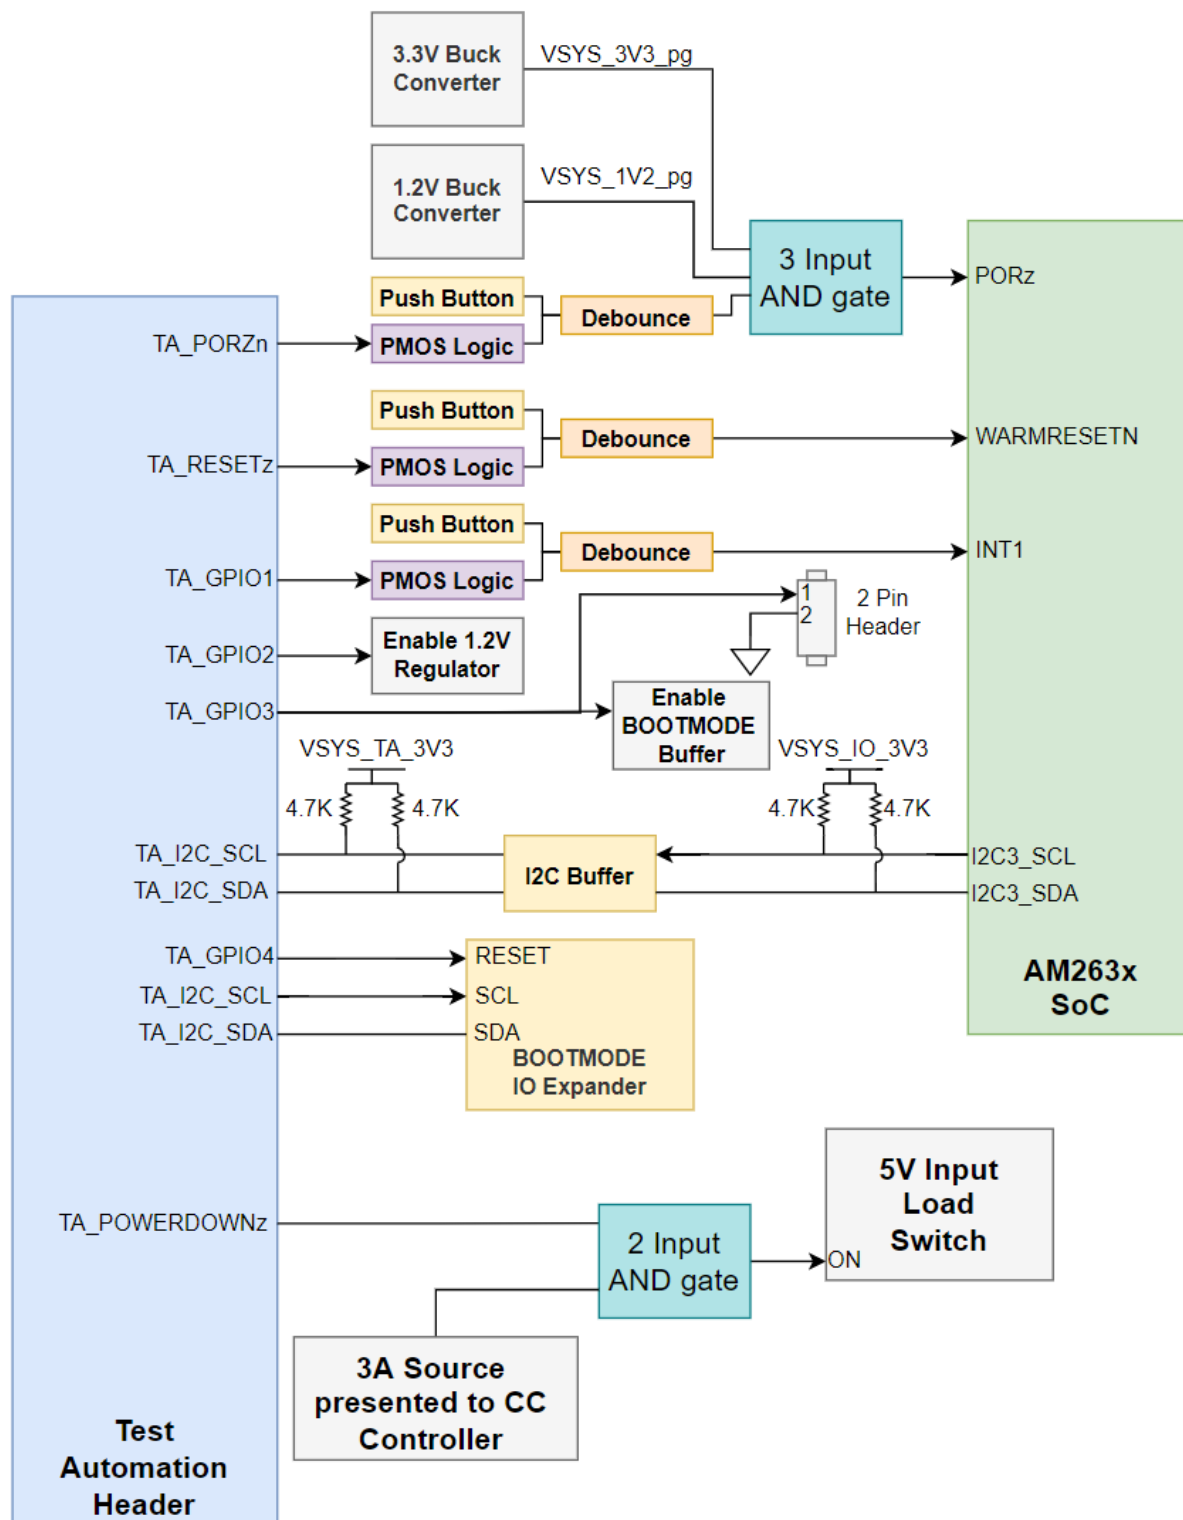 3.3V Buck
Converter
VSYS_3V3_pg
1.2V Buck
Converter
VSYS_1V2_pg
3 Input
AND gate
PORz
Push Button
Debounce
TA_PORZn
PMOS Logic
Push Button
Debounce
WARMRESETN
TA_RESETz
PMOS Logic
Push Button
Debounce
INT1
TA_GPIO1
PMOS Logic
1
2
2 Pin
Header
TA_GPIO2
Enable 1.2V
Regulator
TA_GPIO3
Enable
BOOTMODE
Buffer
VSYS_TA_3V3
4.7K
4.7K
VSYS_IO_3V3
4.7K
4.7K
TA_I2C_SCL
TA_I2C_SDA
I2C Buffer
I2C3_SCL
I2C3_SDA
AM263x
SoC
TA_GPIO4
TA_I2C_SCL
TA_I2C_SDA
RESET
SCL
SDA
BOOTMODE
IO Expander
TA_POWERDOWNz
2 Input
AND gate
ON
5V Input
Load
Switch
3A Source
presented to CC
Controller
Test
Automation
Header